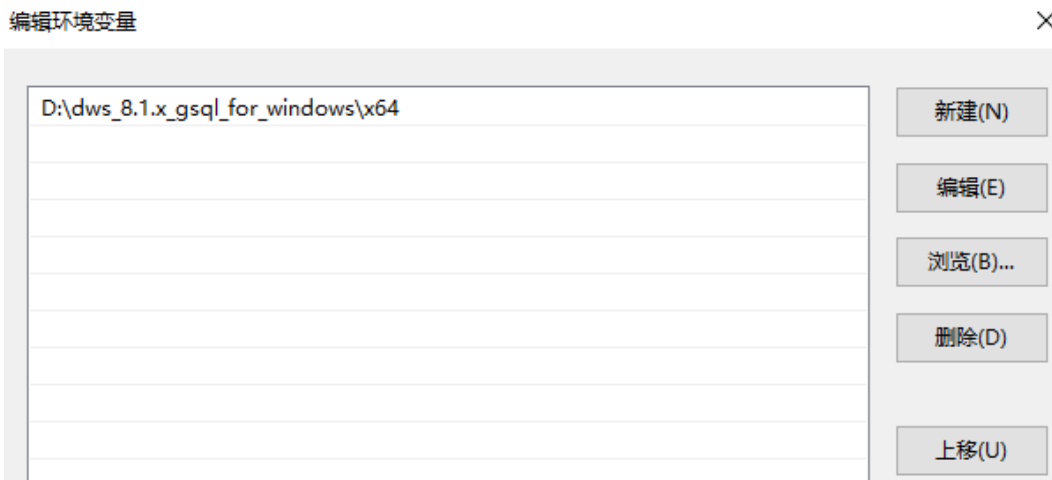 编辑环境变量
D:\dws_8.1.x_gsql_for_windows\x64
新建(N)
编辑(E)
浏览(B)...
删除(D)
上移(U)